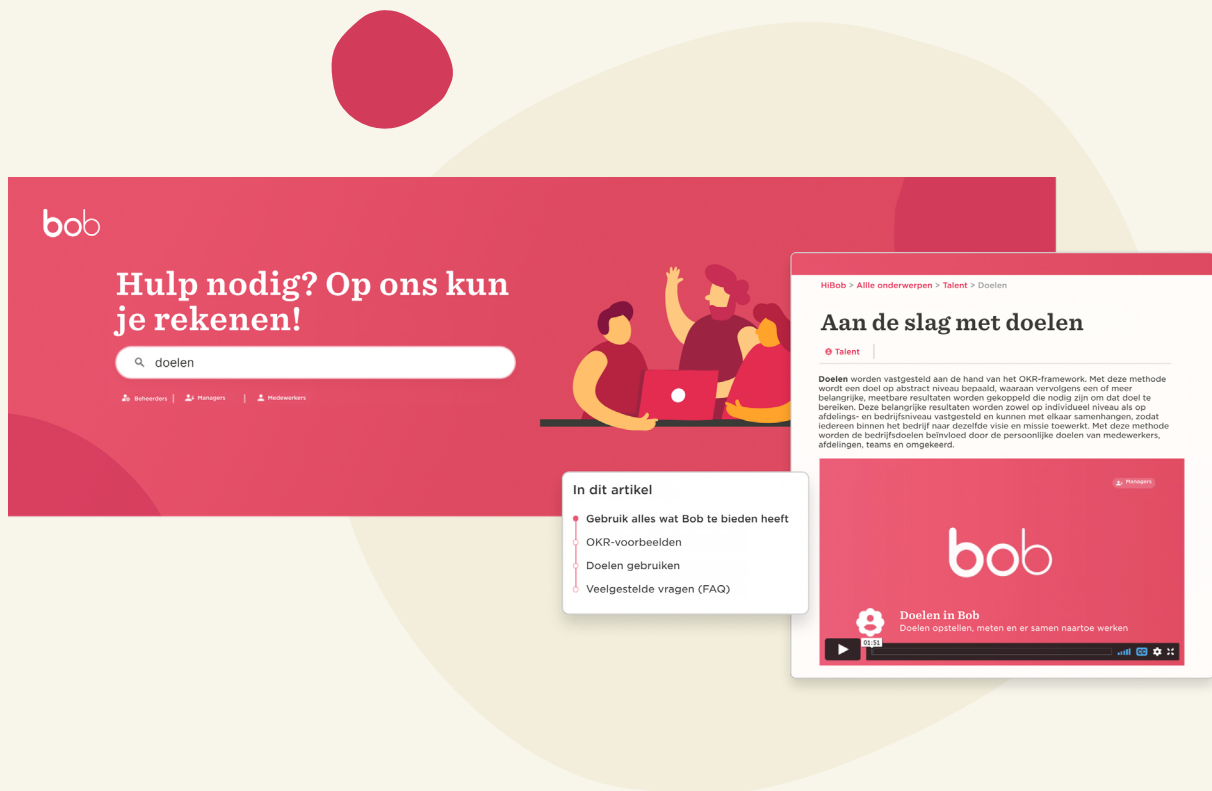 bob
Hulp nodig? Op ons kun
je rekenen!
doelen
Beheerders | Managers | Medewerkers
HiBob > Allle onderwerpen > Talent > Doelen
Aan de slag met doelen
Talent
Doelen worden vastgesteld aan de hand van het OKR-framework. Met deze methode
wordt een doel op abstract niveau bepaald, waaraan vervolgens een of meer
belangrijke, meetbare resultaten worden gekoppeld die nodig zijn om dat doel te
bereiken. Deze belangrijke resultaten worden zowel op individueel niveau als op
afdelings- en bedrijfsniveau vastgesteld en kunnen met elkaar samenhangen, zodat
iedereen binnen het bedrijf naar dezelfde visie en missie toewerkt. Met deze methode
worden de bedrijfsdoelen beïnvloed door de persoonlijke doelen van medewerkers,
afdelingen, teams en omgekeerd.
Managers
bob
Doelen in Bob
Doelen opstellen, meten en er samen naartoe werken
01:51
CC
In dit artikel
Gebruik alles wat Bob te bieden heeft
OKR-voorbeelden
Doelen gebruiken
Veelgestelde vragen (FAQ)